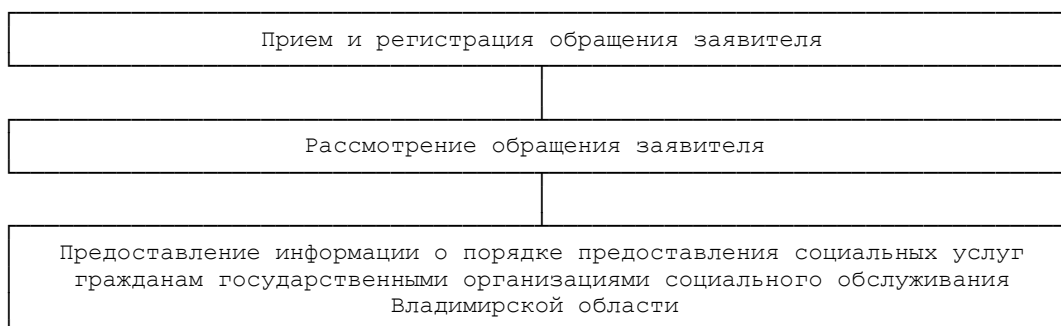 Прием и регистрация обращения заявителя
Рассмотрение обращения заявителя
Предоставление информации о порядке предоставления социальных услуг
гражданам государственными организациями социального обслуживания
Владимирской области